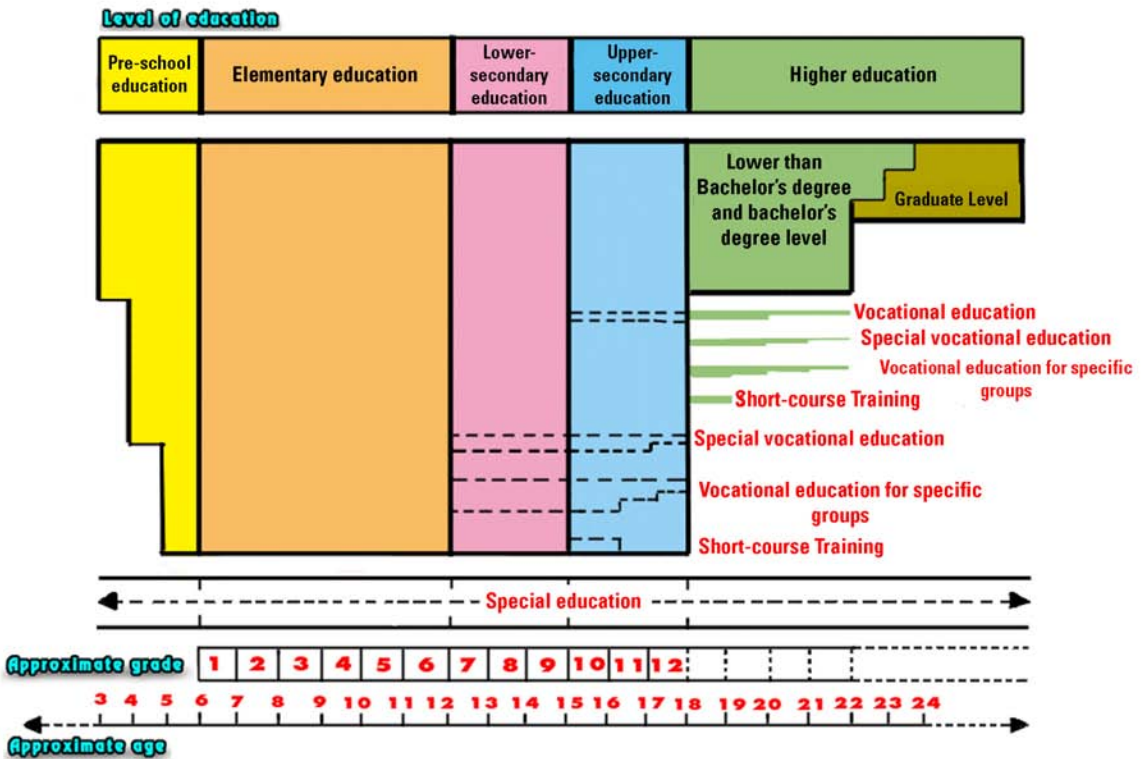 Level of education
Pre-school
education
Elementary education
Lower-
secondary
education
Upper-
secondary
education
Higher education
Lower than
Bachelor's degree
and bachelor's
degree level
Graduate Level
Vocational education
Special vocational education
Vocational education for specific
groups
Short-course Training
Special vocational education
Vocational education for specific
groups
Short-course Training
Special education
Approximate grade
1 2 3 4 5 6 7 8 9 10 11 12
3 4 5 6 7 8 9 10 11 12 13 14 15 16 17 18 19 20 21 22 23 24
Approximate age